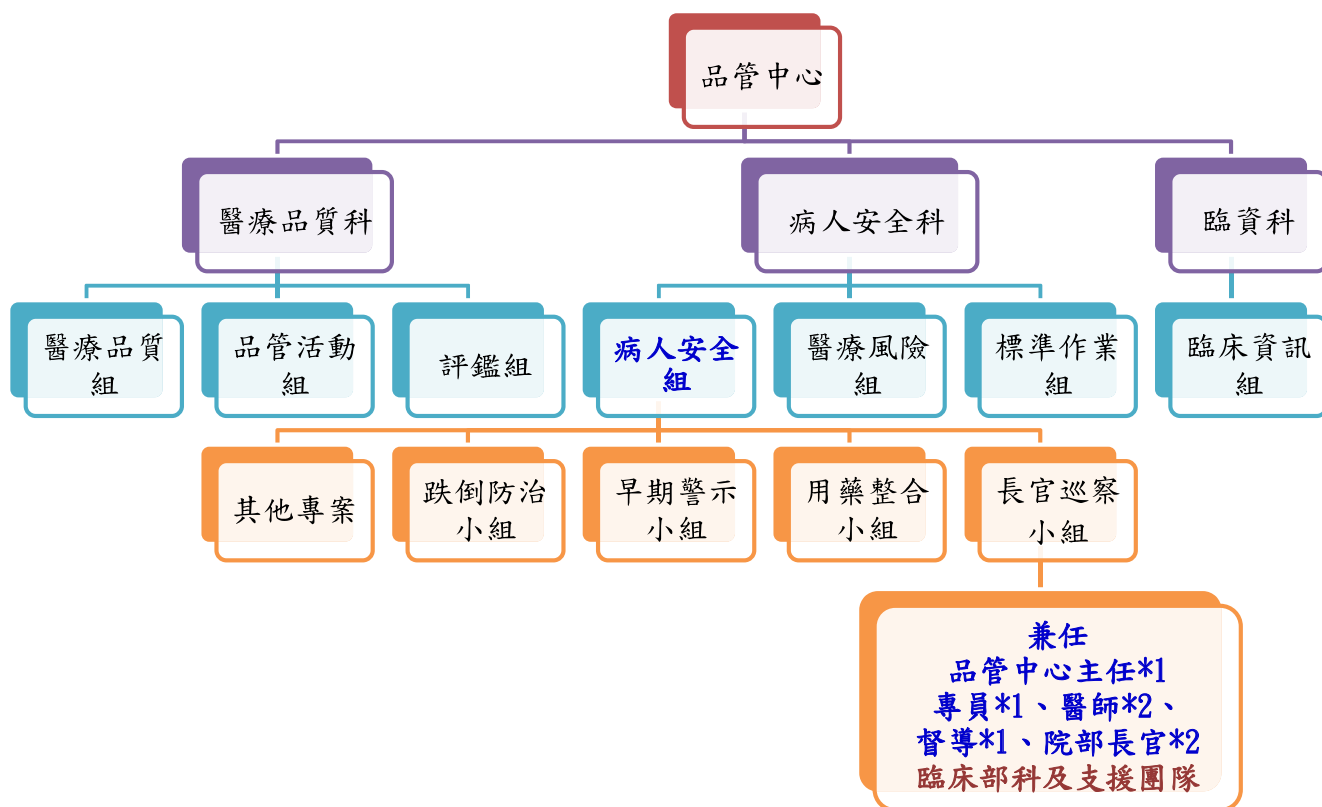 品管中心
醫療品質科
病人安全科
臨資科
醫療品質
組
品管活動
組
評鑑組
病人安全
組
醫療風險
組
標準作業
組
臨床資訊
組
其他專案
跌倒防治
小組
早期警示
小組
用藥整合
小組
長官巡察
小組
兼任
品管中心主任*1
專員*1、醫師*2、
督導*1、院部長官*2
臨床部科及支援團隊